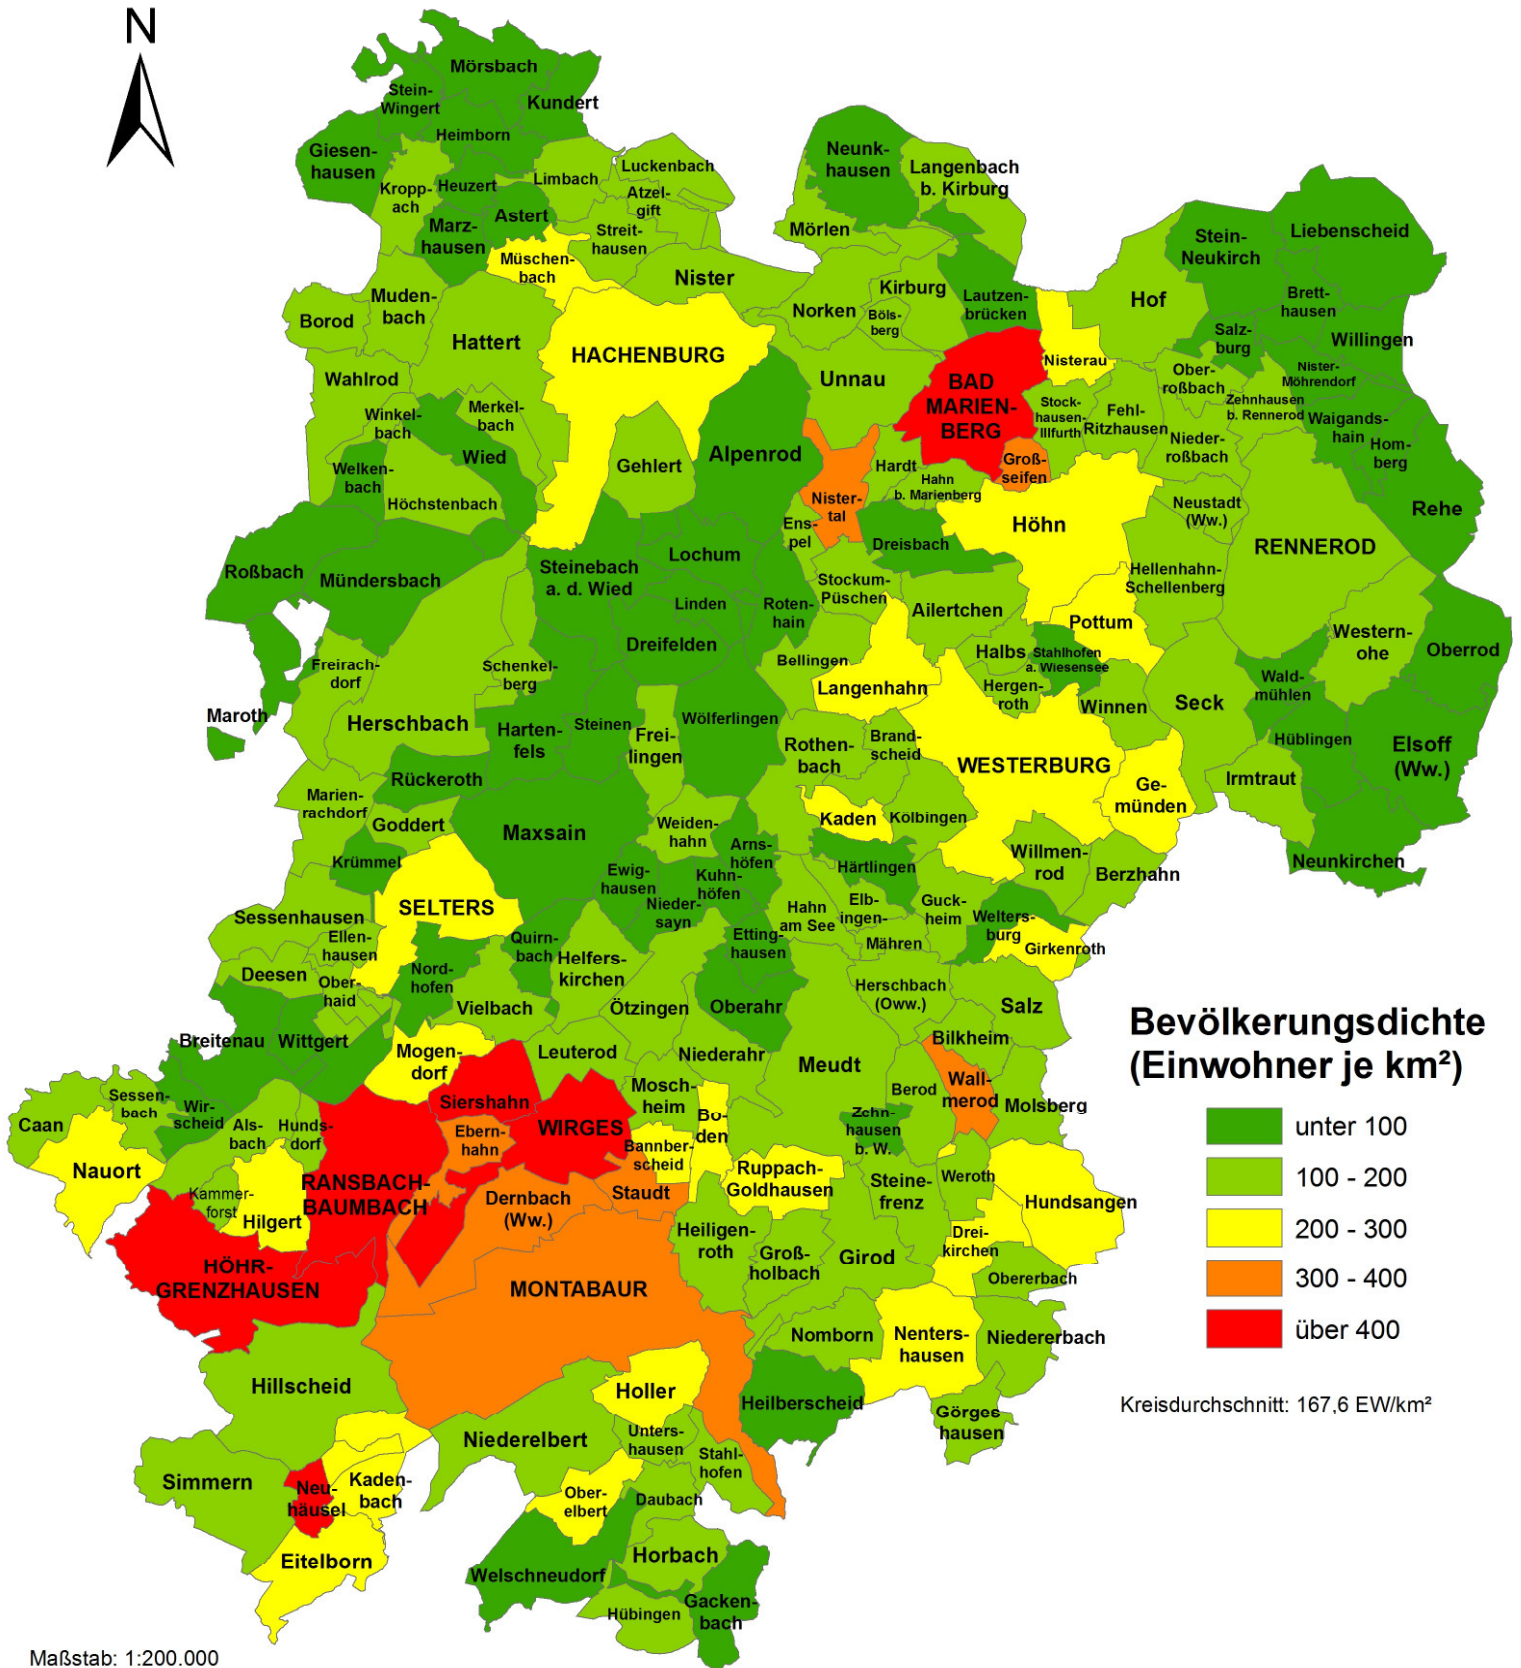 N
Mörsbach
Stein-
Wingert
Kundert
Heimborn
Giesen-
hausen
Kropp-
ach
Heuzert
Limbach
Luckenbach
Atzel-
gift
Astert
Marz-
hausen
Streit-
hausen
Müschen-
bach
Nister
Neunk-
hausen
Langenbach
b. Kirburg
Mörlen
Stein-
Neukirch
Liebenscheid
Muden-
bach
Borod
Hattert
HACHENBURG
Norken
Kirburg
Böls-
berg
Lautzen-
brücken
Hof
Brett-
hausen
Willingen
Salz-
burg
Nisterau
Wahlrod
Unnau
BAD
MARIEN-
BERG
Ober-
roßbach
Nister-
Möhrendorf
Zehnhausen
b. Rennerod
Waigands-
hain
Hom-
berg
Winkel-
bach
Merkel-
bach
Stock-
hausen-
Illfurth
Fehl-
Ritzhausen
Nieder-
roßbach
Wied
Welken-
bach
Höchstenbach
Gehlert
Alpenrod
Hardt
Groß-
seifen
Hahn
b. Marienberg
Nister-
tal
Neustadt
(Ww.)
Rehe
Ens-
pel
Dreisbach
Höhn
RENNEROD
Roßbach
Mündersbach
Steinebach
a. d. Wied
Lochum
Hellenhahn-
Schellenberg
Stockum-
Püschen
Linden
Roten-
hain
Ailertchen
Pottum
Dreifelden
Western-
ohe
Oberrod
Freirach-
dorf
Schenkel-
berg
Bellingen
Halbs
Stahlhofen
a. Wiesensee
Langenhahn
Hergen-
roth
Winnen
Seck
Wald-
mühlen
Maroth
Herschbach
Harten-
fels
Steinen
Wölferlingen
Frei-
lingen
Rothen-
bach
Brand-
scheid
Hüblingen
Elsoff
(Ww.)
WESTERBURG
Ge-
münden
Irmtraut
Rückeroth
Marien-
rachdorf
Goddert
Maxsain
Weiden-
hahn
Kaden
Kölbingen
Arns-
höfen
Krümmel
Härtlingen
Willmen-
rod
Berzhahn
Neunkirchen
Ewig-
hausen
Kuhn-
höfen
SELTERS
Nieder-
sayn
Hahn
am See
Elb-
ingen-
Guck-
heim
Welters-
burg
Sessenhausen
Ellen-
hausen
Quirn-
bach
Helfers-
kirchen
Etting-
hausen
Mähren
Girkenroth
Deesen
Ober-
haid
Nord-
hofen
Vielbach
Ötzingen
Oberahr
Herschbach
(Oww.)
Salz
Breitenau
Wittgert
Mogen-
dorf
Leuterod
Niederahr
Meudt
Bilkheim
Bevölkerungsdichte
(Einwohner je km²)
Sessen-
bach
Wir-
scheid
Caan
Als-
bach
Hunds-
dorf
Siershahn
Mosch-
heim
Berod
Wall-
merod
Molsberg
unter 100
Ebern-
hahn
WIRGES
Bo-
den
Zehn-
hausen
b. W.
Bannber-
scheid
Nauort
100 - 200
RANSBACH-
BAUMBACH
Dernbach
(Ww.)
Staudt
Ruppach-
Goldhausen
Steine-
frenz
Weroth
Hundsangen
200 - 300
Kammer-
forst
Hilgert
Heiligen-
roth
Groß-
holbach
Girod
Drei-
kirchen
HÖHR-
GRENZHAUSEN
MONTABAUR
Obererbach
300 - 400
Nomborn
Nenters-
hausen
Niedererbach
über 400
Hillscheid
Holler
Heilberscheid
Görges
hausen
Kreisdurchschnitt: 167,6 EW/km²
Niederelbert
Unters-
hausen
Stahl-
hofen
Simmern
Neu-
häusel
Kaden-
bach
Ober-
elbert
Daubach
Eitelborn
Welschneudorf
Horbach
Hübingen
Gacken-
bach
Maßstab: 1:200.000